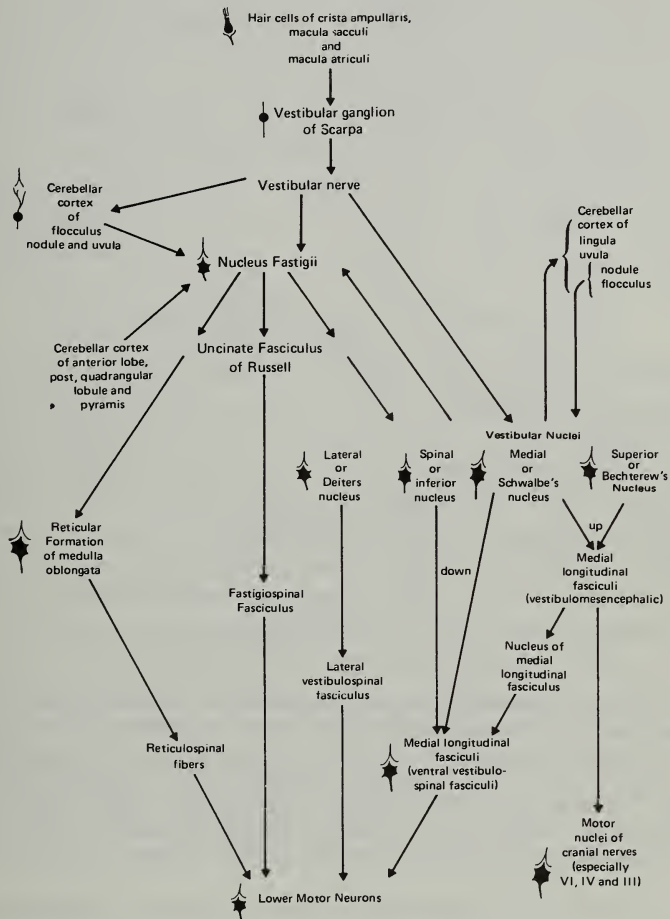 Hair cells of crista ampullaris,
macula sacculi
and
macula atriculi
Vestibular ganglion
of Scarpa
Vestibular nerve
Cerebellar
cortex
of
flocculus
nodule and uvula
Cerebellar
cortex of
lingula
uvula
nodule
flocculus
Nucleus Fastigii
Cerebellar cortex
of anterior lobe,
post, quadrangular
lobule and
pyramis
Uncinate Fasciculus
of Russell
Vestibular Nuclei
Lateral
or
Deiters
nucleus
Spinal
or
inferior
nucleus
Medial
or
Schwalbe's
nucleus
Superior
or
Bechterew's
Nucleus
Reticular
Formation
of medulla
oblongata
up
Medial
longitudinal
fasciculi
(vestibulomesencephalic)
down
Fastigiospinal
Fasciculus
Nucleus of
medial
longitudinal
fasciculus
Lateral
vestibulospinal
fasciculus
Reticulospinal
fibers
Medial longitudinal
fasciculi
(ventral vestibulo-
spinal fasciculi)
Motor
nuclei of
cranial nerves
(especially
VI, IV and III)
Lower Motor Neurons